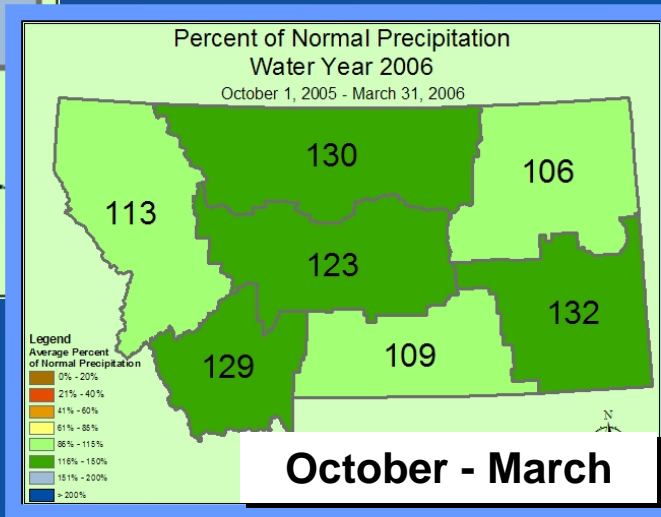 Percent of Normal Precipitation
Water Year 2006
October 1, 2005 - March 31, 2006
130
106
113
123
132
129
109
Legend
Average Percent
of Normal Precipitation
0% - 20%
21% - 40%
41% - 60%
61% - 85%
86% - 115%
116% - 150%
151% - 200%
> 200%
N
October - March